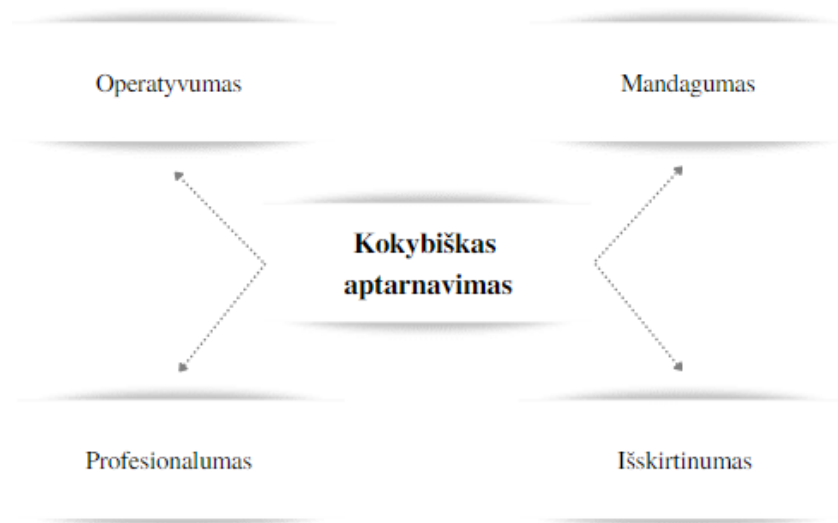 Operatyvumas
Mandagumas
Kokybiškas
aptarnavimas
Profesionalumas
Išskirtinumas